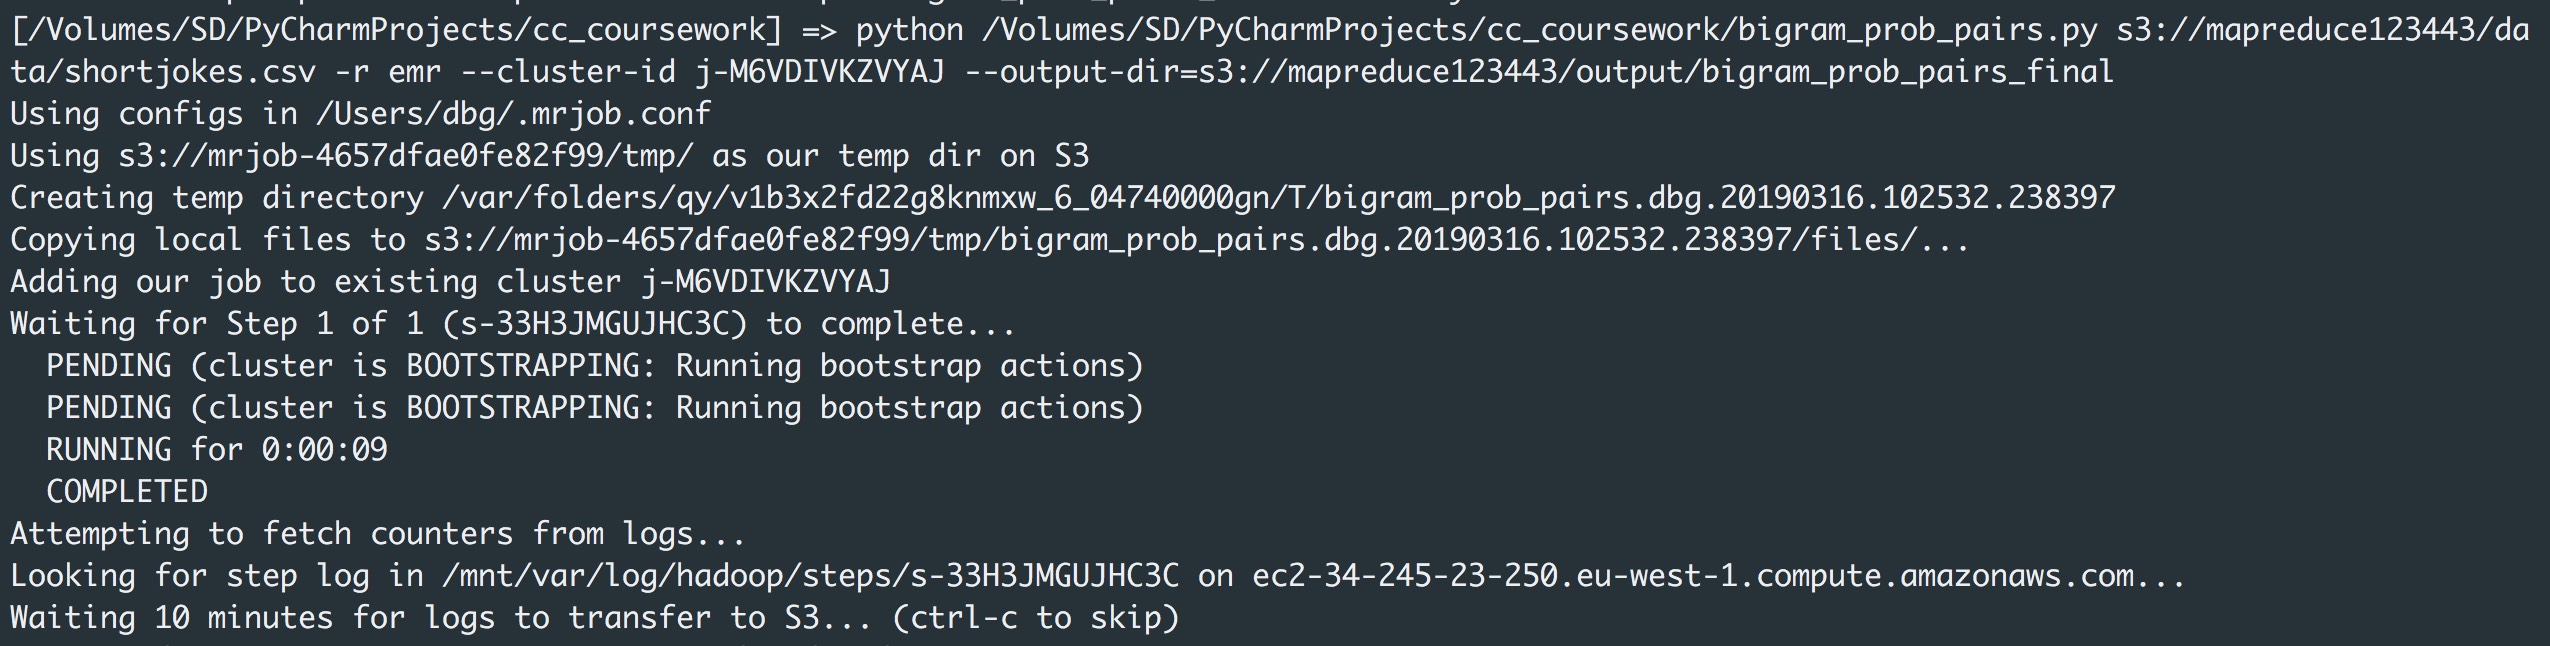 [/Volumes/SD/PyCharmProjects/cc_coursework] => python /Volumes/SD/PyCharmProjects/cc_coursework/bigram_prob_pairs.py s3://mapreduce123443/da
ta/shortjokes.csv -r emr --cluster-id j-M6VDIVKZVYAJ --output-dir=s3://mapreduce123443/output/bigram_prob_pairs_final
Using configs in /Users/dbg/.mrjob.conf
Using s3://mrjob-4657dfae0fe82f99/tmp/ as our temp dir on S3
Creating temp directory /var/folders/qy/v1b3x2fd22g8knmxw_6_04740000gn/T/bigram_prob_pairs.dbg.20190316.102532.238397
Copying local files to s3://mrjob-4657dfae0fe82f99/tmp/bigram_prob_pairs.dbg.20190316.102532.238397/files/...
Adding our job to existing cluster j-M6VDIVKZVYAJ
Waiting for Step 1 of 1 (s-33H3JMGUJHC3C) to complete...
  PENDING (cluster is BOOTSTRAPPING: Running bootstrap actions)
  PENDING (cluster is BOOTSTRAPPING: Running bootstrap actions)
  RUNNING for 0:00:09
  COMPLETED
Attempting to fetch counters from logs...
Looking for step log in /mnt/var/log/hadoop/steps/s-33H3JMGUJHC3C on ec2-34-245-23-250.eu-west-1.compute.amazonaws.com...
Waiting 10 minutes for logs to transfer to S3... (ctrl-c to skip)